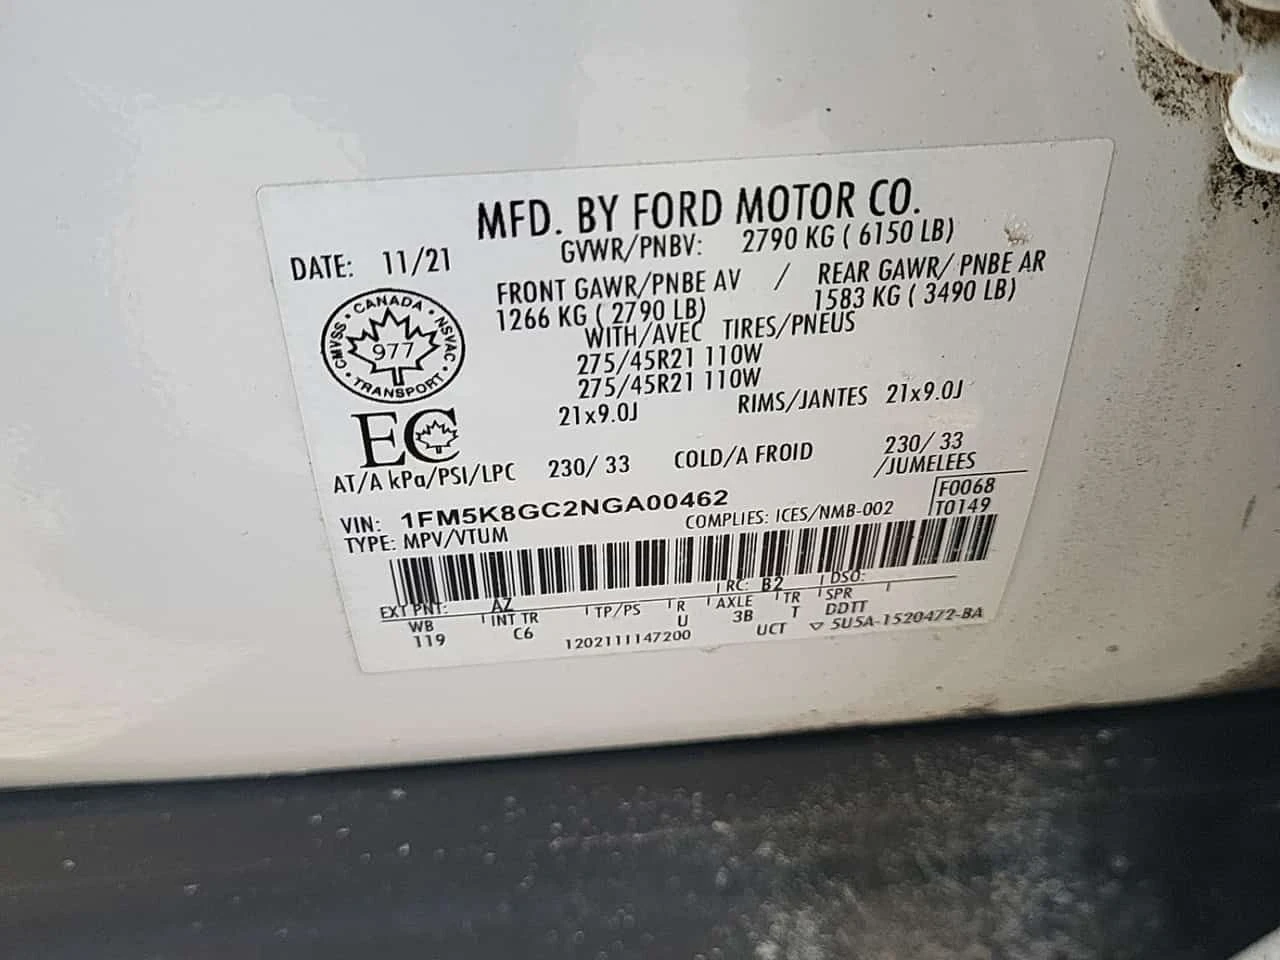 MFD. BY FORD MOTOR CO.
DATE: 11/21
GVWR/PNBV: 2790 KG ( 6150 LB)
FRONT GAWR/PNBE AV / REAR GAWR/ PNBE AR
1266 KG ( 2790 LB) 1583 KG ( 3490 LB)
WITH/AVEC TIRES/PNEUS
275/45R21 110W
275/45R21 110W
21x9.0J RIMS/JANTES 21x9.0J
CANADA
CMVSS · NSVAC
977
TRANSPORT
EC
AT/A kPa/PSI/LPC 230/ 33 COLD/A FROID 230/ 33
/JUMELEES
VIN: 1FM5K8GC2NGA00462
F0068
TYPE: MPV/VTUM COMPLIES: ICES/NMB-002 T0149
EXT PNT: AZ RC: B2 DSO:
WB INT TR TP/PS R AXLE TR SPR
119 C6 U 3B T DDTT
1202111147200 UCT ▽ 5U5A-1520472-BA